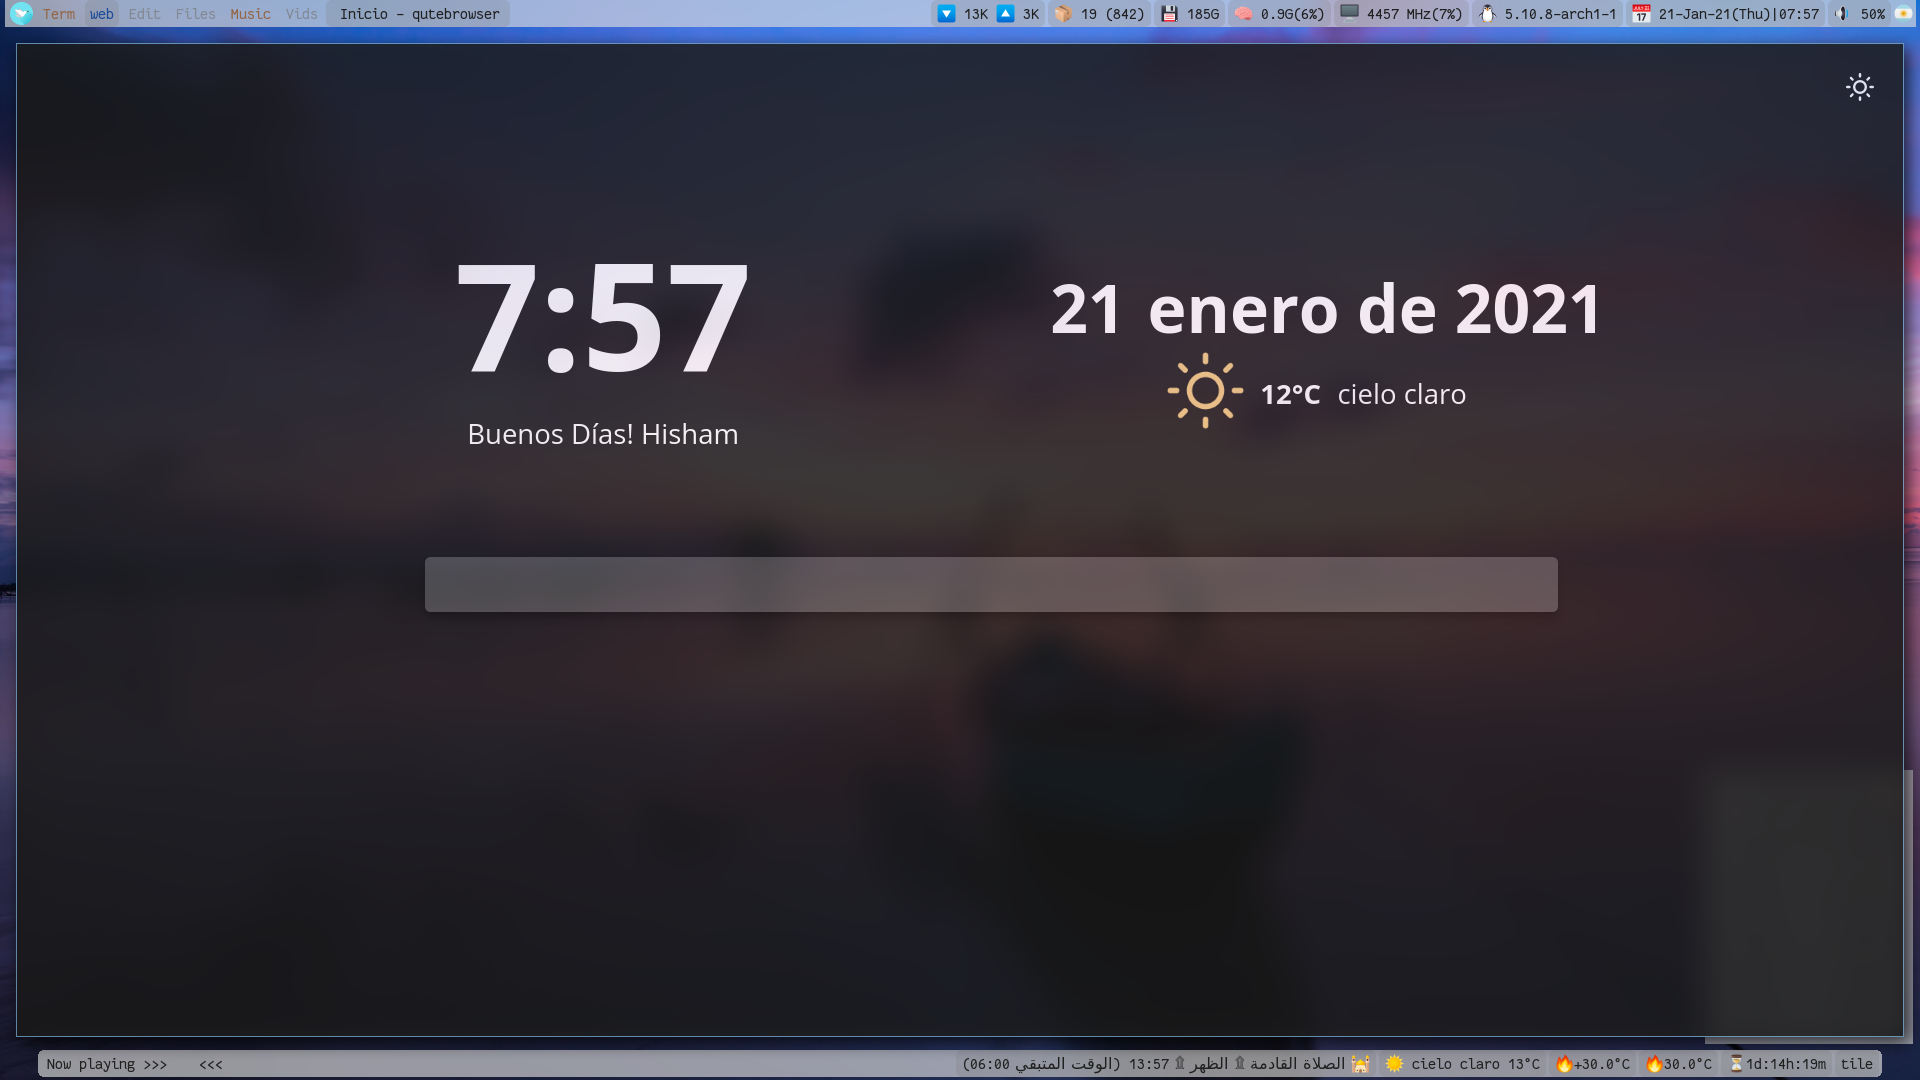 Term web Edit Files Music Vids Inicio - qutebrowser 13K 3K 19 (842) 185G 0.9G(6%) 4457 MHz(7%) 5.10.8-arch1-1 21-Jan-21(Thu)|07:57 50%
7:57
Buenos Días! Hisham
21 enero de 2021
12°C cielo claro
Now playing >>> <<<
الصلاة القادمة ۩ الظهر ۩ 13:57 (الوقت المتبقي 06:00)
cielo claro 13°C +30.0°C 30.0°C 1d:14h:19m tile